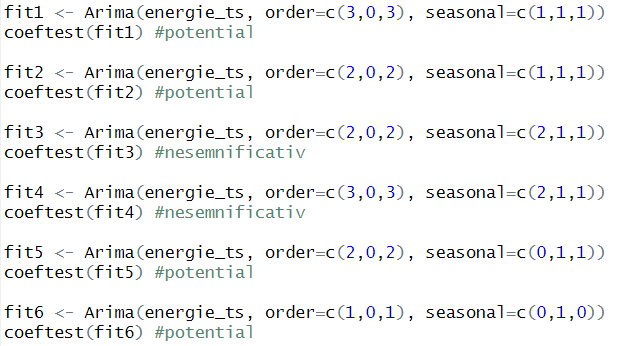 fit1 <- Arima(energie_ts, order=c(3,0,3), seasonal=c(1,1,1))
coeftest(fit1) #potential
fit2 <- Arima(energie_ts, order=c(2,0,2), seasonal=c(1,1,1))
coeftest(fit2) #potential
fit3 <- Arima(energie_ts, order=c(2,0,2), seasonal=c(2,1,1))
coeftest(fit3) #nesemnificativ
fit4 <- Arima(energie_ts, order=c(3,0,3), seasonal=c(2,1,1))
coeftest(fit4) #nesemnificativ
fit5 <- Arima(energie_ts, order=c(2,0,2), seasonal=c(0,1,1))
coeftest(fit5) #potential
fit6 <- Arima(energie_ts, order=c(1,0,1), seasonal=c(0,1,0))
coeftest(fit6) #potential